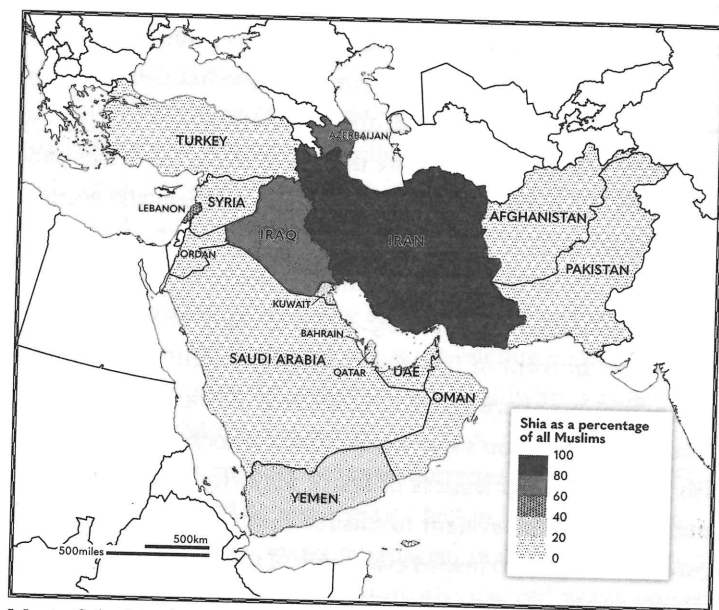 TURKEY
AZERBAIJAN
SYRIA
LEBANON
IRAQ
IRAN
AFGHANISTAN
JORDAN
PAKISTAN
KUWAIT
BAHRAIN
SAUDI ARABIA
QATAR
UAE
OMAN
YEMEN
500km
500miles
Shia as a percentage
of all Muslims
100
80
60
40
20
0